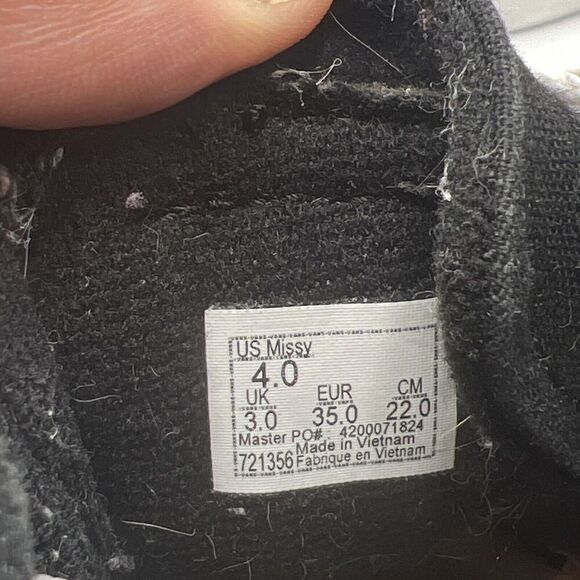 US Missy
4.0
UK EUR CM
3.0 35.0 22.0
Master PO#. 4200071824
Made in Vietnam
721356 Fabrique en Vietnam